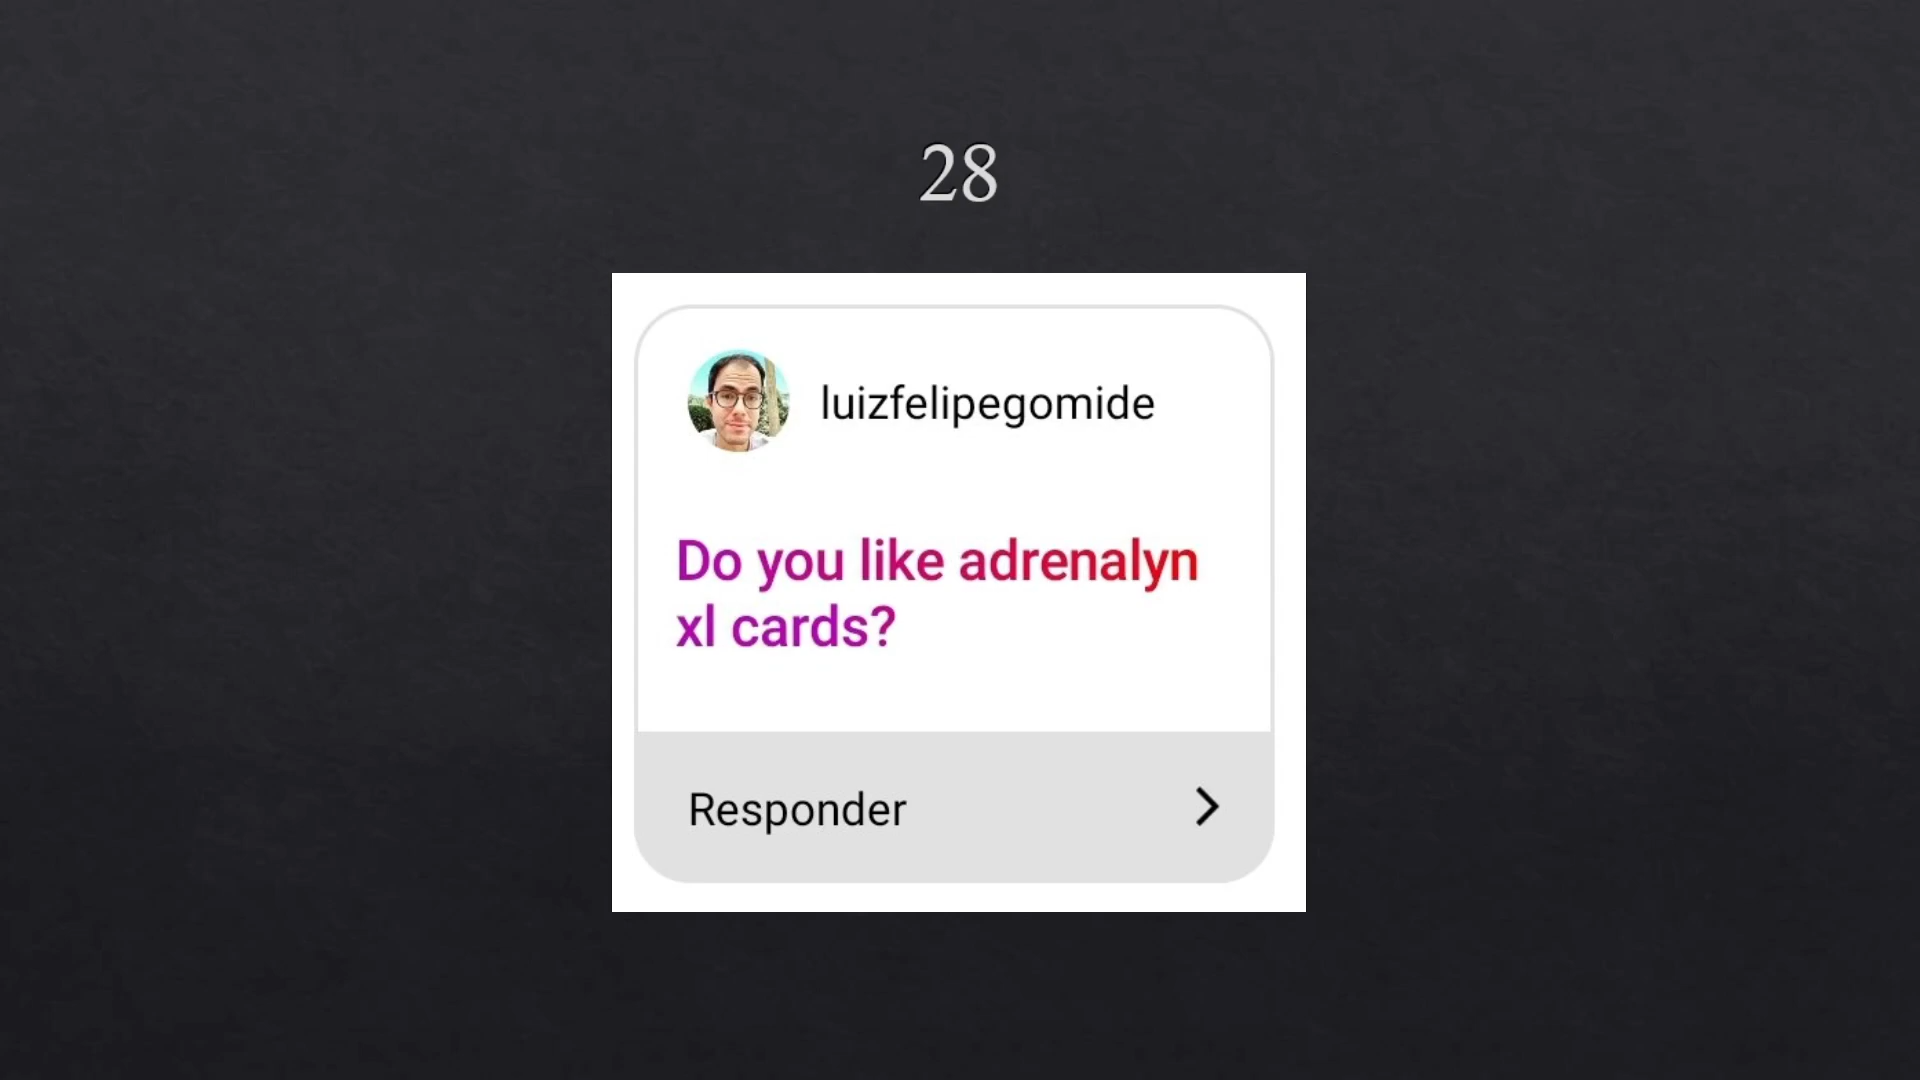 28
luizfelipegomide
Do you like adrenalyn
xl cards?
Responder